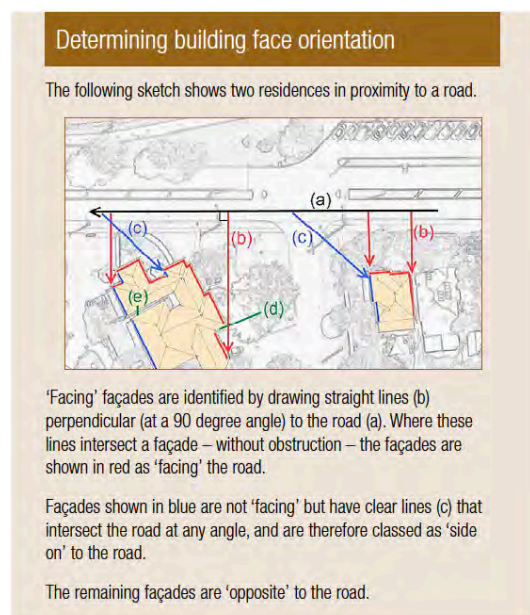 Determining building face orientation
The following sketch shows two residences in proximity to a road.
(a)
(c)
(b)
(c)
(b)
(e)
(d)
‘Facing’ façades are identified by drawing straight lines (b)
perpendicular (at a 90 degree angle) to the road (a). Where these
lines intersect a façade – without obstruction – the façades are
shown in red as ‘facing’ the road.
Façades shown in blue are not ‘facing’ but have clear lines (c) that
intersect the road at any angle, and are therefore classed as ‘side
on’ to the road.
The remaining façades are ‘opposite’ to the road.